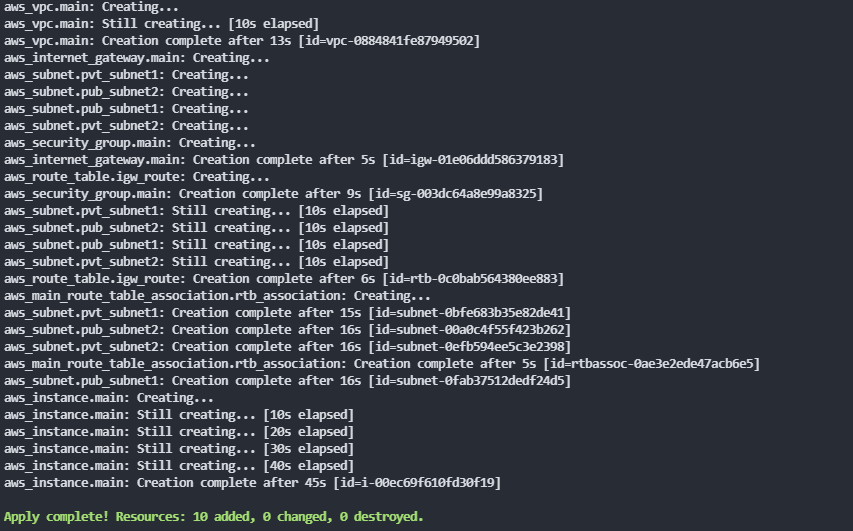 aws_vpc.main: Creating...
aws_vpc.main: Still creating... [10s elapsed]
aws_vpc.main: Creation complete after 13s [id=vpc-0884841fe87949502]
aws_internet_gateway.main: Creating...
aws_subnet.pvt_subnet1: Creating...
aws_subnet.pub_subnet2: Creating...
aws_subnet.pub_subnet1: Creating...
aws_subnet.pvt_subnet2: Creating...
aws_security_group.main: Creating...
aws_internet_gateway.main: Creation complete after 5s [id=igw-01e06ddd586379183]
aws_route_table.igw_route: Creating...
aws_security_group.main: Creation complete after 9s [id=sg-003dc64a8e99a8325]
aws_subnet.pvt_subnet1: Still creating... [10s elapsed]
aws_subnet.pub_subnet2: Still creating... [10s elapsed]
aws_subnet.pub_subnet1: Still creating... [10s elapsed]
aws_subnet.pvt_subnet2: Still creating... [10s elapsed]
aws_route_table.igw_route: Creation complete after 6s [id=rtb-0c0bab564380ee883]
aws_main_route_table_association.rtb_association: Creating...
aws_subnet.pvt_subnet1: Creation complete after 15s [id=subnet-0bfe683b35e82de41]
aws_subnet.pub_subnet2: Creation complete after 16s [id=subnet-00a0c4f55f423b262]
aws_subnet.pvt_subnet2: Creation complete after 16s [id=subnet-0efb594ee5c3e2398]
aws_main_route_table_association.rtb_association: Creation complete after 5s [id=rtbassoc-0ae3e2ede47acb6e5]
aws_subnet.pub_subnet1: Creation complete after 16s [id=subnet-0fab37512dedf24d5]
aws_instance.main: Creating...
aws_instance.main: Still creating... [10s elapsed]
aws_instance.main: Still creating... [20s elapsed]
aws_instance.main: Still creating... [30s elapsed]
aws_instance.main: Still creating... [40s elapsed]
aws_instance.main: Creation complete after 45s [id=i-00ec69f610fd30f19]
Apply complete! Resources: 10 added, 0 changed, 0 destroyed.